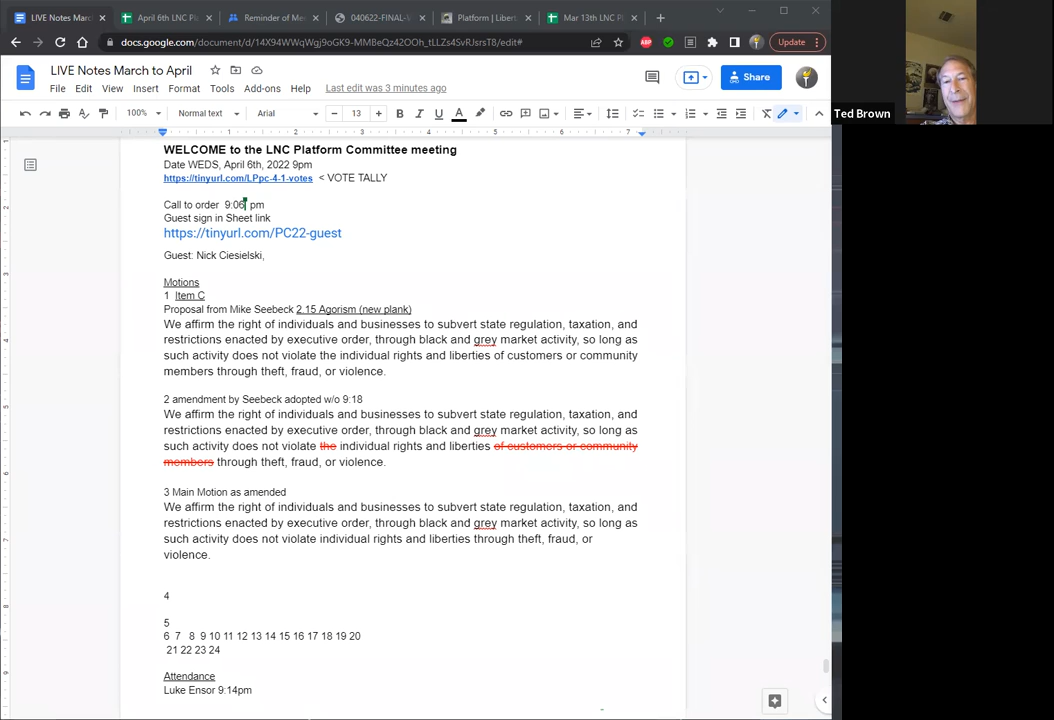 LIVE Notes March to
April 6th LNC Pl
Reminder of Me
040622-FINAL-V
Platform | Libert
Mar 13th LNC Pl
docs.google.com/document/d/14X94WWqWgj9oGK9-MMBeQz42OOh_tLLZs4SvRJsrsT8/edit#
ABP
Update
LIVE Notes March to April
File Edit View Insert Format Tools Add-ons Help Last edit was 3 minutes ago
Share
100% Normal text Arial 13 B I U A
1 2 3 4 5 6 7
WELCOME to the LNC Platform Committee meeting
Date WEDS, April 6th, 2022 9pm
https://tinyurl.com/LPpc-4-1-votes < VOTE TALLY
Call to order 9:06 pm
Guest sign in Sheet link
https://tinyurl.com/PC22-guest
Guest: Nick Ciesielski,
Motions
1 Item C
Proposal from Mike Seebeck 2.15 Agorism (new plank)
We affirm the right of individuals and businesses to subvert state regulation, taxation, and
restrictions enacted by executive order, through black and grey market activity, so long as
such activity does not violate the individual rights and liberties of customers or community
members through theft, fraud, or violence.
2 amendment by Seebeck adopted w/o 9:18
We affirm the right of individuals and businesses to subvert state regulation, taxation, and
restrictions enacted by executive order, through black and grey market activity, so long as
such activity does not violate the individual rights and liberties of customers or community
members through theft, fraud, or violence.
3 Main Motion as amended
We affirm the right of individuals and businesses to subvert state regulation, taxation, and
restrictions enacted by executive order, through black and grey market activity, so long as
such activity does not violate individual rights and liberties through theft, fraud, or
violence.
4
5
6 7 8 9 10 11 12 13 14 15 16 17 18 19 20
21 22 23 24
Attendance
Luke Ensor 9:14pm
Ted Brown